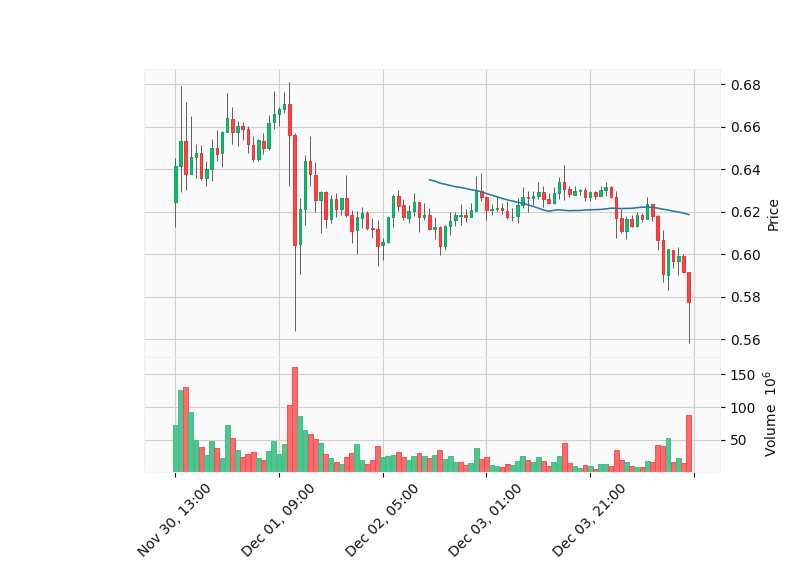 0.68
0.66
0.64
0.62
0.60
0.58
0.56
Price
150
100
50
Volume 10⁶
Nov 30, 13:00
Dec 01, 09:00
Dec 02, 05:00
Dec 03, 01:00
Dec 03, 21:00